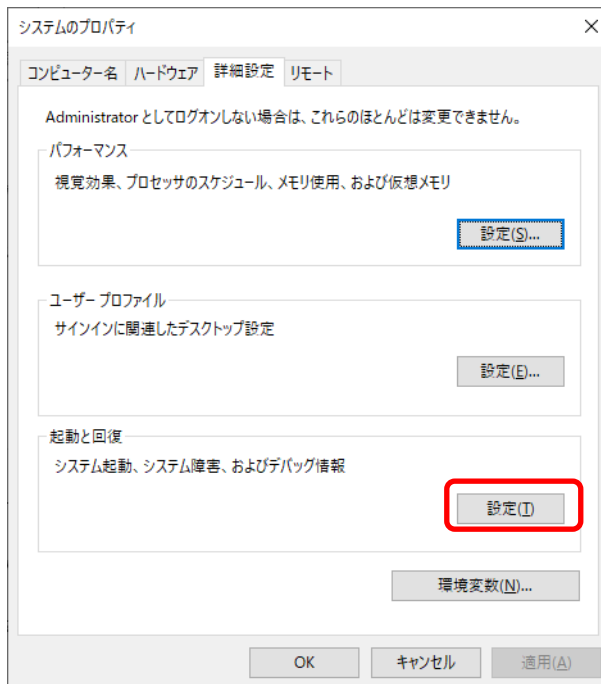 システムのプロパティ
コンピューター名 ハードウェア 詳細設定 リモート
Administrator としてログオンしない場合は、これらのほとんどは変更できません。
パフォーマンス
視覚効果、プロセッサのスケジュール、メモリ使用、および仮想メモリ
設定(S)...
ユーザー プロファイル
サインインに関連したデスクトップ設定
設定(E)...
起動と回復
システム起動、システム障害、およびデバッグ情報
設定(T)
環境変数(N)...
OK キャンセル 適用(A)